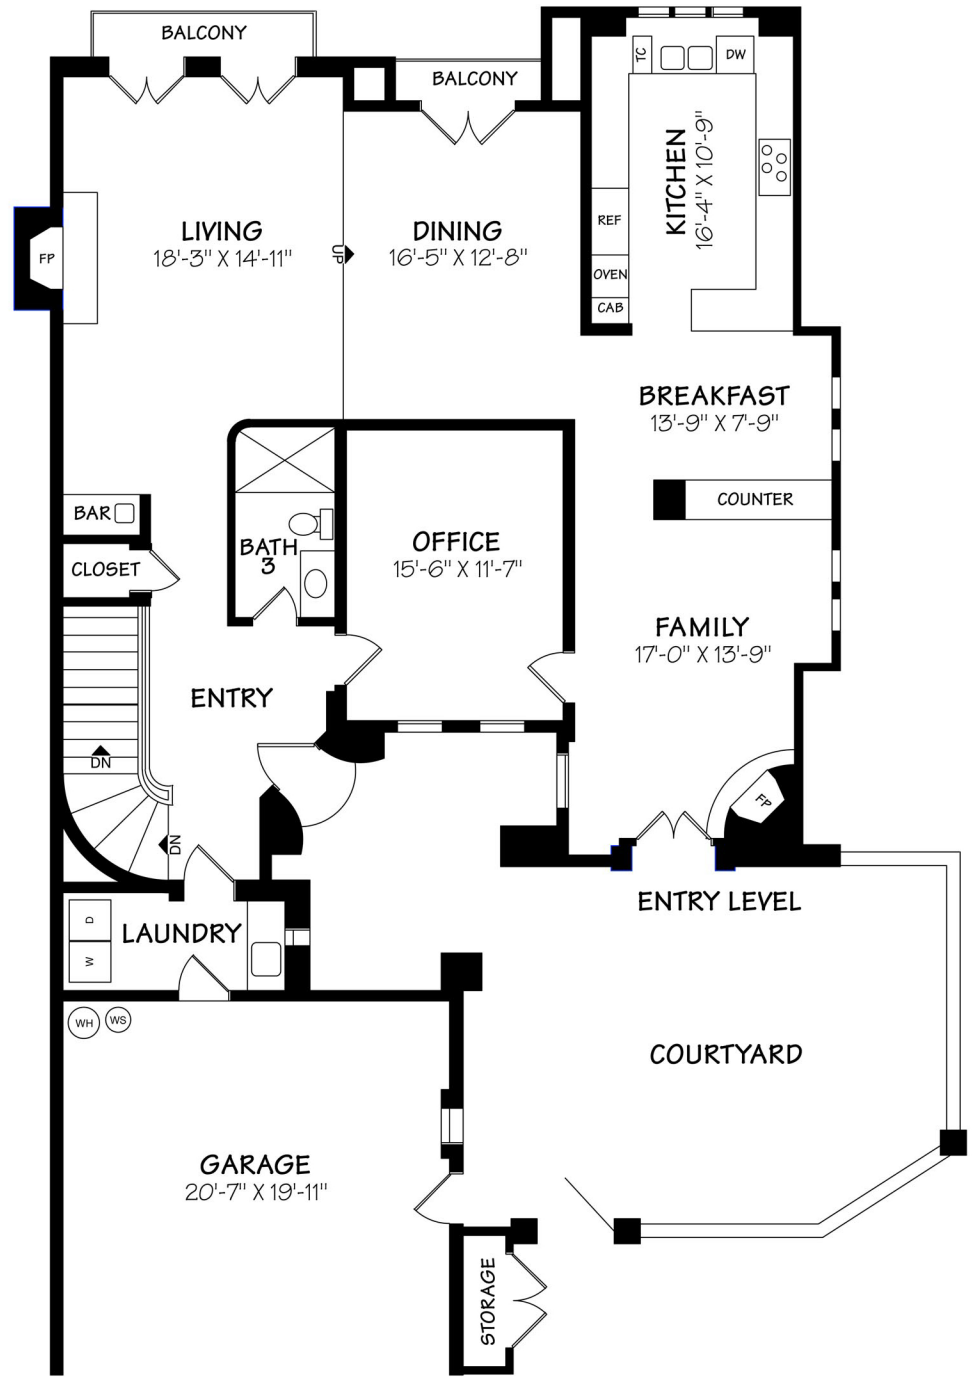 BALCONY
BALCONY
TC
DW
KITCHEN
16'-4" X 10'-9"
REF
OVEN
CAB
LIVING
18'-3" X 14'-11"
UP
DINING
16'-5" X 12'-8"
FP
BREAKFAST
13'-9" X 7'-9"
COUNTER
BAR
CLOSET
BATH
3
OFFICE
15'-6" X 11'-7"
FAMILY
17'-0" X 13'-9"
ENTRY
DN
DN
FP
ENTRY LEVEL
D
W
LAUNDRY
WH
WS
COURTYARD
GARAGE
20'-7" X 19'-11"
STORAGE